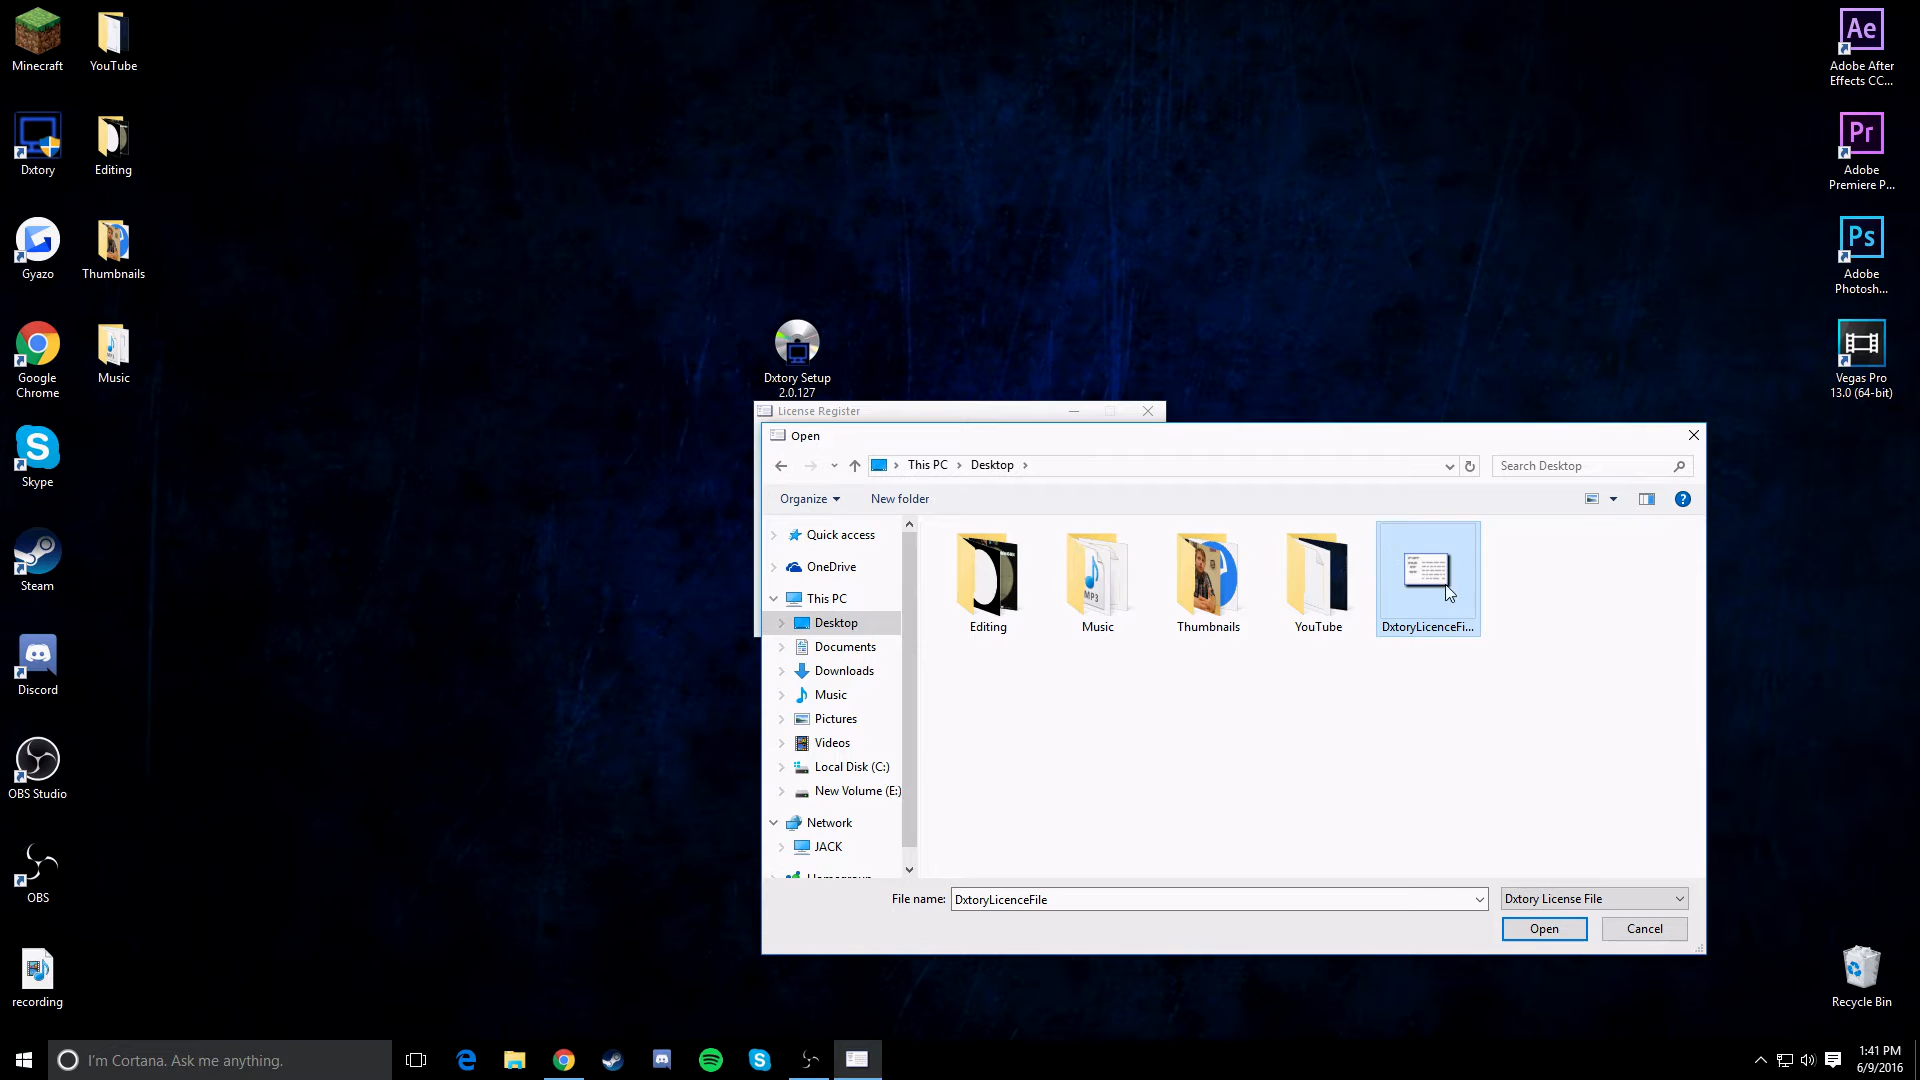 Minecraft
YouTube
Dxtory
Editing
Gyazo
Thumbnails
Google
Chrome
Music
Skype
Steam
Discord
OBS Studio
OBS
recording
Dxtory Setup
2.0.127
Ae
Adobe After
Effects CC...
Pr
Adobe
Premiere P...
Ps
Adobe
Photosh...
Vegas Pro
13.0 (64-bit)
Recycle Bin
License Register
Open
This PC
Desktop
Search Desktop
Organize
New folder
Quick access
OneDrive
This PC
Desktop
Documents
Downloads
Music
Pictures
Videos
Local Disk (C:)
New Volume (E:)
Network
JACK
MP3
Editing
Music
Thumbnails
YouTube
DxtoryLicenceFi...
File name:
DxtoryLicenceFile
Dxtory License File
Open
Cancel
I'm Cortana. Ask me anything.
1:41 PM
6/9/2016